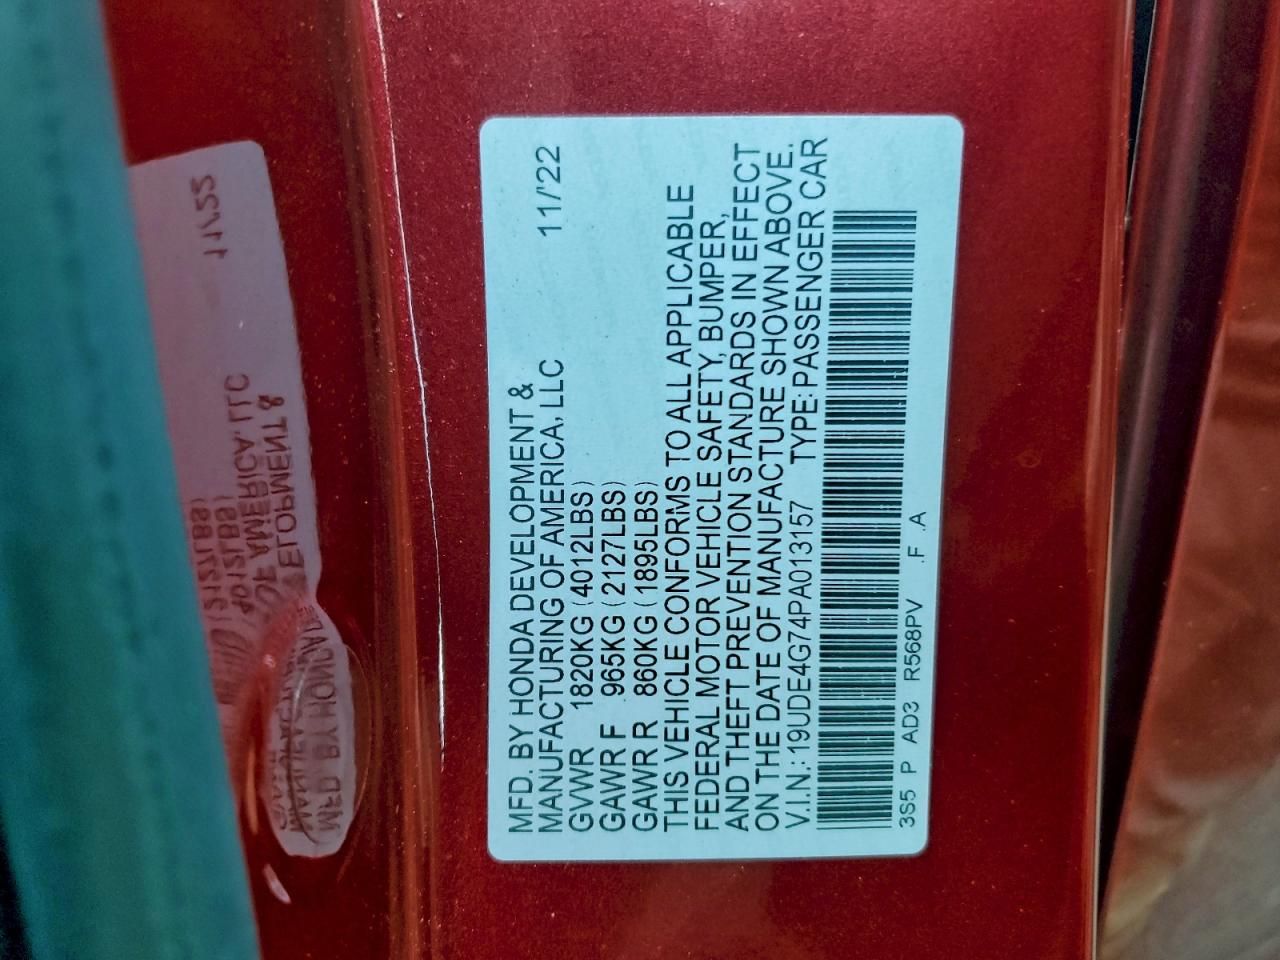 MFD. BY HONDA DEVELOPMENT &
MANUFACTURING OF AMERICA, LLC 11/'22
GVWR 1820KG (4012LBS)
GAWR F 965KG (2127LBS)
GAWR R 860KG (1895LBS)
THIS VEHICLE CONFORMS TO ALL APPLICABLE
FEDERAL MOTOR VEHICLE SAFETY, BUMPER,
AND THEFT PREVENTION STANDARDS IN EFFECT
ON THE DATE OF MANUFACTURE SHOWN ABOVE.
V.I.N.: 19UDE4G74PA013157 TYPE: PASSENGER CAR
3S5 P AD3 R568PV .F .A